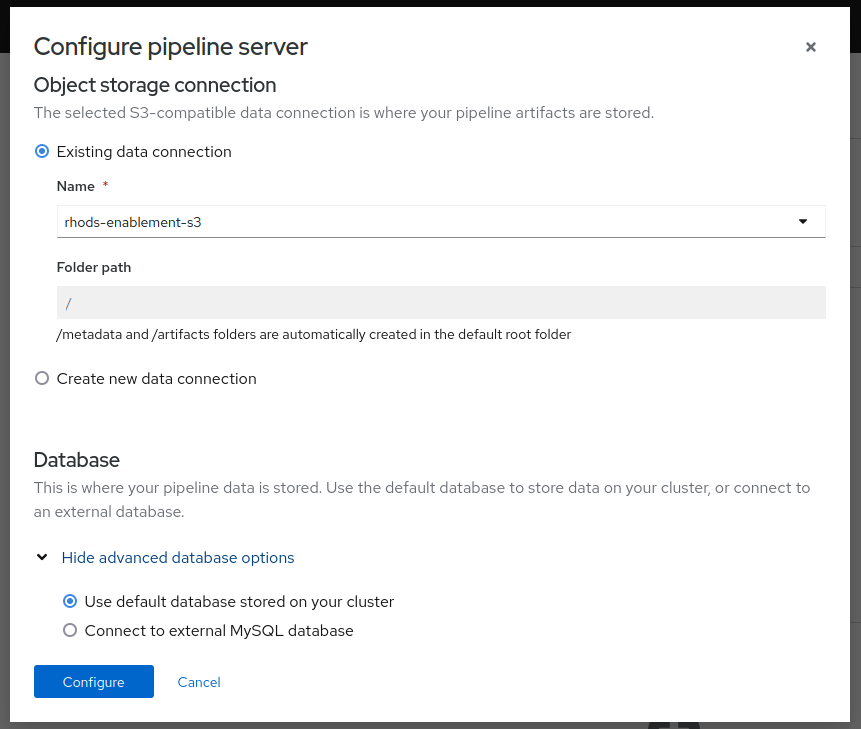 Configure pipeline server
Object storage connection
The selected S3-compatible data connection is where your pipeline artifacts are stored.
Existing data connection
Name *
rhods-enablement-s3
Folder path
/
/metadata and /artifacts folders are automatically created in the default root folder
Create new data connection
Database
This is where your pipeline data is stored. Use the default database to store data on your cluster, or connect to
an external database.
Hide advanced database options
Use default database stored on your cluster
Connect to external MySQL database
Configure Cancel